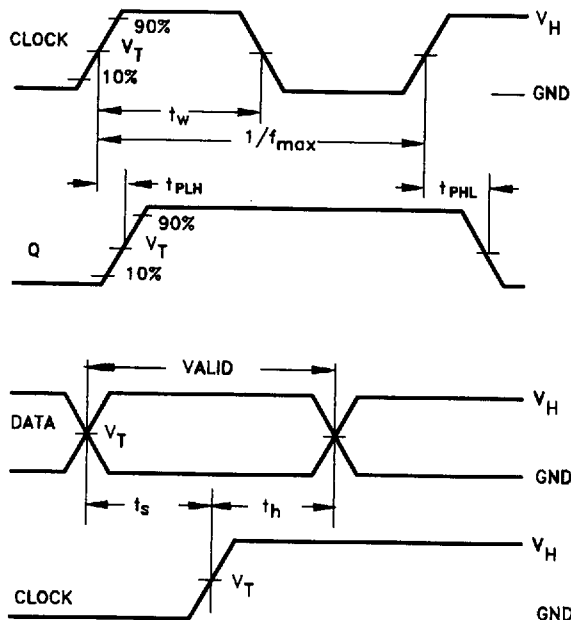 90%
V_H
CLOCK
V_T
10%
GND
t_w
1/f_max
t_PLH
t_PHL
90%
Q
V_T
10%
VALID
V_H
DATA
V_T
GND
t_s
t_h
V_H
V_T
CLOCK
GND